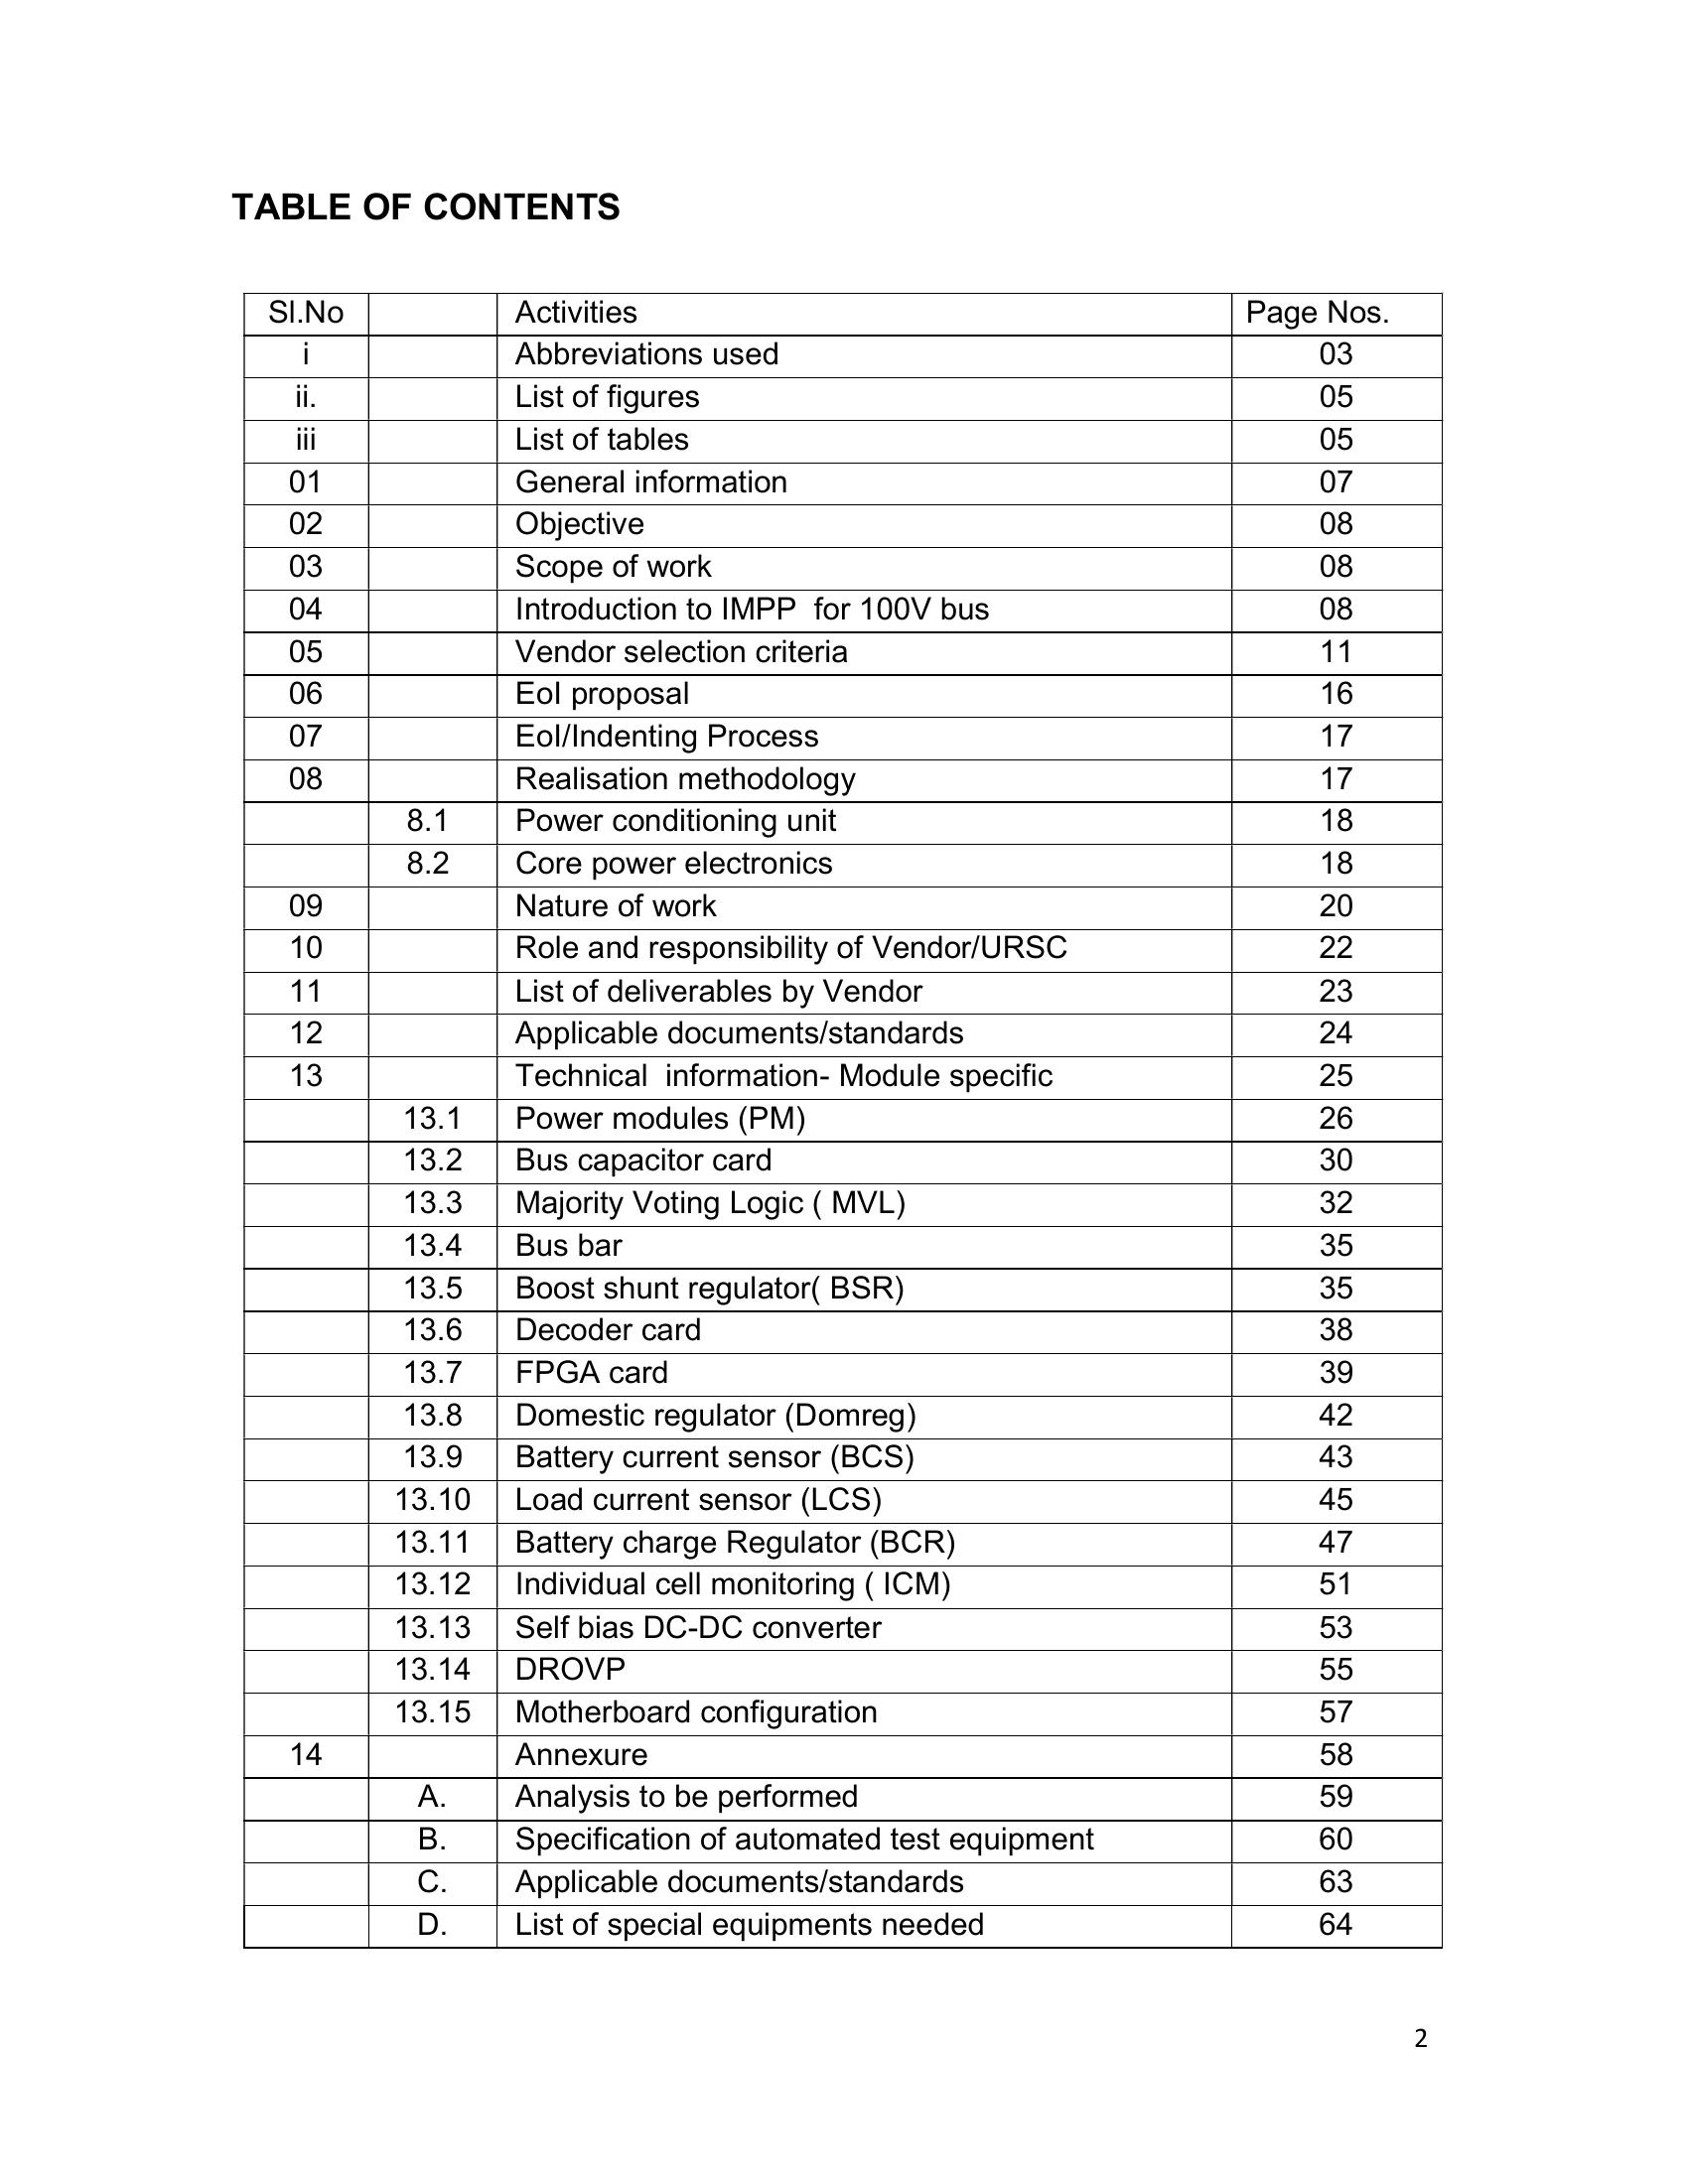 TABLE OF CONTENTS
Sl.No Activities Page Nos.
i Abbreviations used 03
ii. List of figures 05
iii List of tables 05
01 General information 07
02 Objective 08
03 Scope of work 08
04 Introduction to IMPP  for 100V bus 08
05 Vendor selection criteria 11
06 EoI proposal 16
07 EoI/Indenting Process 17
08 Realisation methodology 17
8.1 Power conditioning unit 18
8.2 Core power electronics 18
09 Nature of work 20
10 Role and responsibility of Vendor/URSC 22
11 List of deliverables by Vendor 23
12 Applicable documents/standards 24
13 Technical  information- Module specific 25
13.1 Power modules (PM) 26
13.2 Bus capacitor card 30
13.3 Majority Voting Logic ( MVL) 32
13.4 Bus bar 35
13.5 Boost shunt regulator( BSR) 35
13.6 Decoder card 38
13.7 FPGA card 39
13.8 Domestic regulator (Domreg) 42
13.9 Battery current sensor (BCS) 43
13.10 Load current sensor (LCS) 45
13.11 Battery charge Regulator (BCR) 47
13.12 Individual cell monitoring ( ICM) 51
13.13 Self bias DC-DC converter 53
13.14 DROVP 55
13.15 Motherboard configuration 57
14 Annexure 58
A. Analysis to be performed 59
B. Specification of automated test equipment 60
C. Applicable documents/standards 63
D. List of special equipments needed 64
2